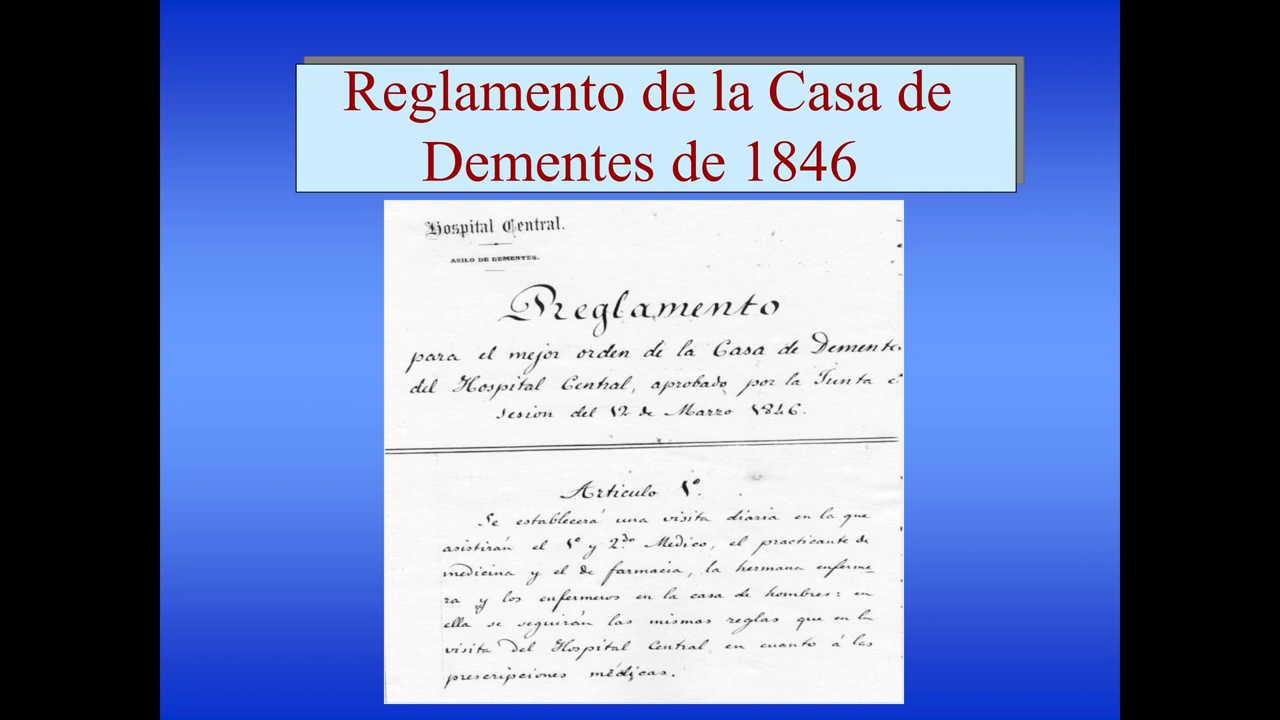 Reglamento de la Casa de
Dementes de 1846
Hospital Central.
ASILO DE DEMENTES.
Reglamento
para el mejor orden de la Casa de Demente
del Hospital Central, aprobado por la Junta e
sesion del 12 de Marzo 1846.
Articulo 1º.
Se establecerá una visita diaria en la que
asistirán el 1º y 2do Medico, el practicante de
medicina y el de farmacia, la hermana enferme-
ra y los enfermeros en la casa de hombres: en
ella se seguirán las mismas reglas que en la
visita del Hospital Central, en cuanto á las
prescripciones médicas.